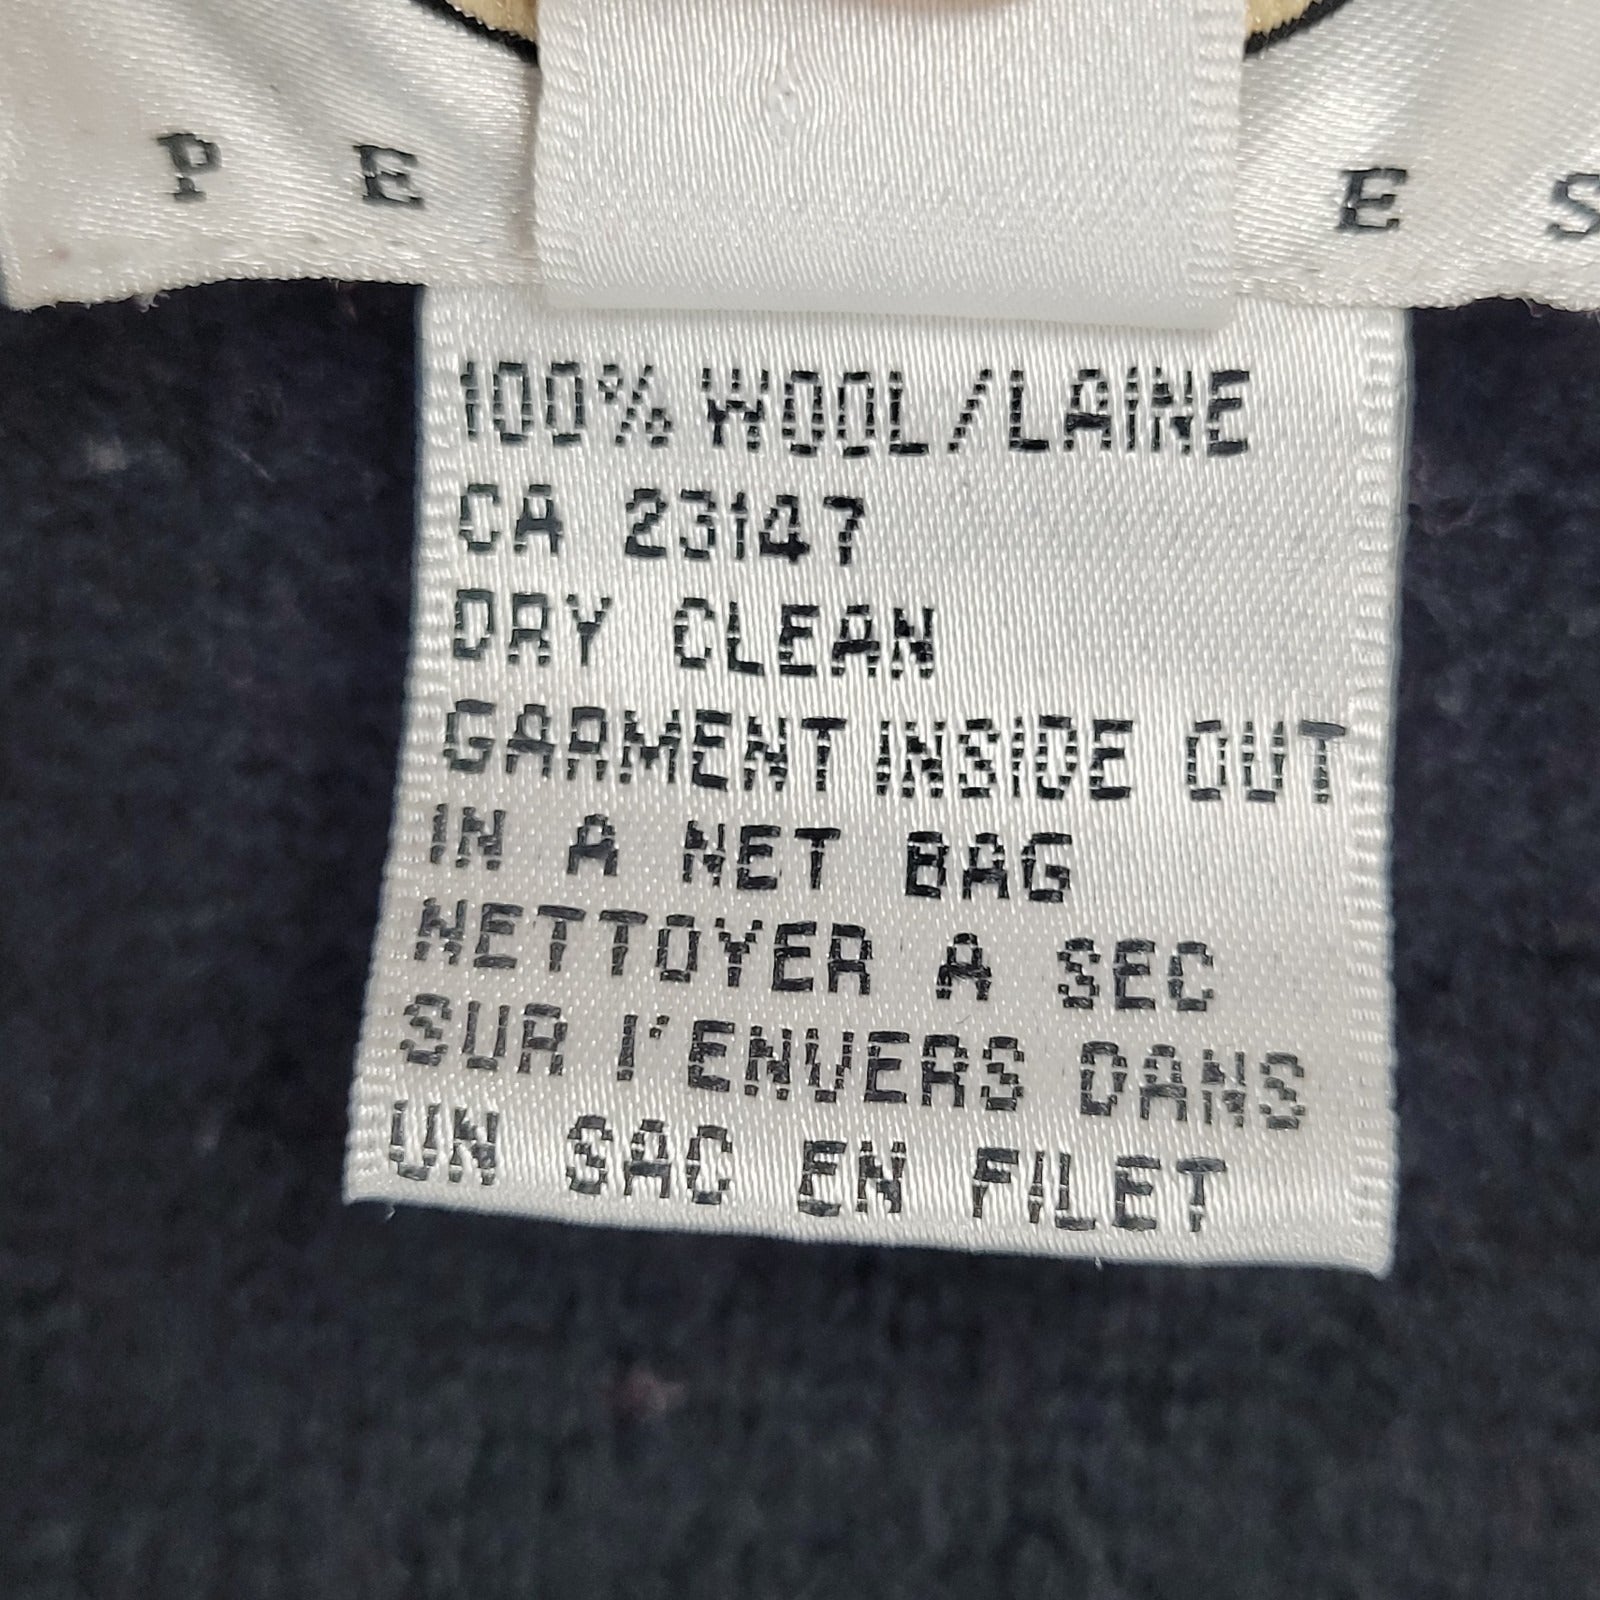 P E E S
100% WOOL/LAINE
CA 23147
DRY CLEAN
GARMENT INSIDE OUT
IN A NET BAG
NETTOYER A SEC
SUR l'ENVERS DANS
UN SAC EN FILET